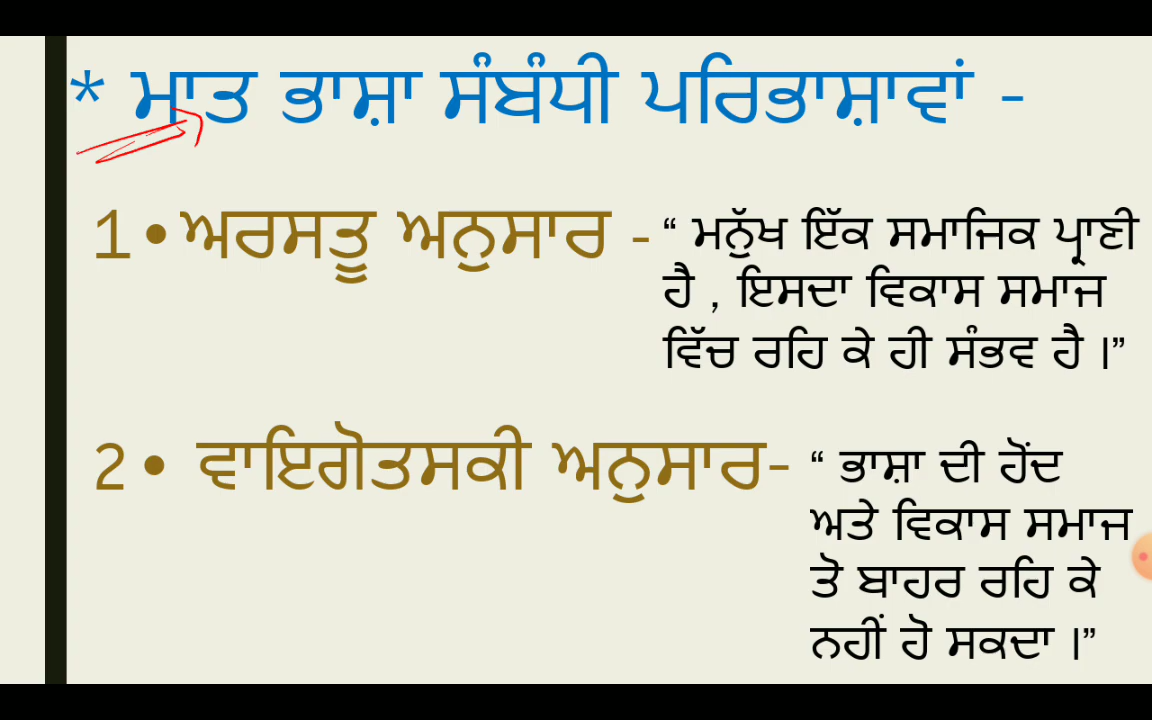 * ਮਾਤ ਭਾਸ਼ਾ ਸੰਬੰਧੀ ਪਰਿਭਾਸ਼ਾਵਾਂ -
1•ਅਰਸਤੂ ਅਨੁਸਾਰ - “ ਮਨੁੱਖ ਇੱਕ ਸਮਾਜਿਕ ਪ੍ਰਾਣੀ
ਹੈ , ਇਸਦਾ ਵਿਕਾਸ ਸਮਾਜ
ਵਿੱਚ ਰਹਿ ਕੇ ਹੀ ਸੰਭਵ ਹੈ ।”
2• ਵਾਇਗੋਤਸਕੀ ਅਨੁਸਾਰ- “ ਭਾਸ਼ਾ ਦੀ ਹੋਂਦ
ਅਤੇ ਵਿਕਾਸ ਸਮਾਜ
ਤੋ ਬਾਹਰ ਰਹਿ ਕੇ
ਨਹੀਂ ਹੋ ਸਕਦਾ ।”